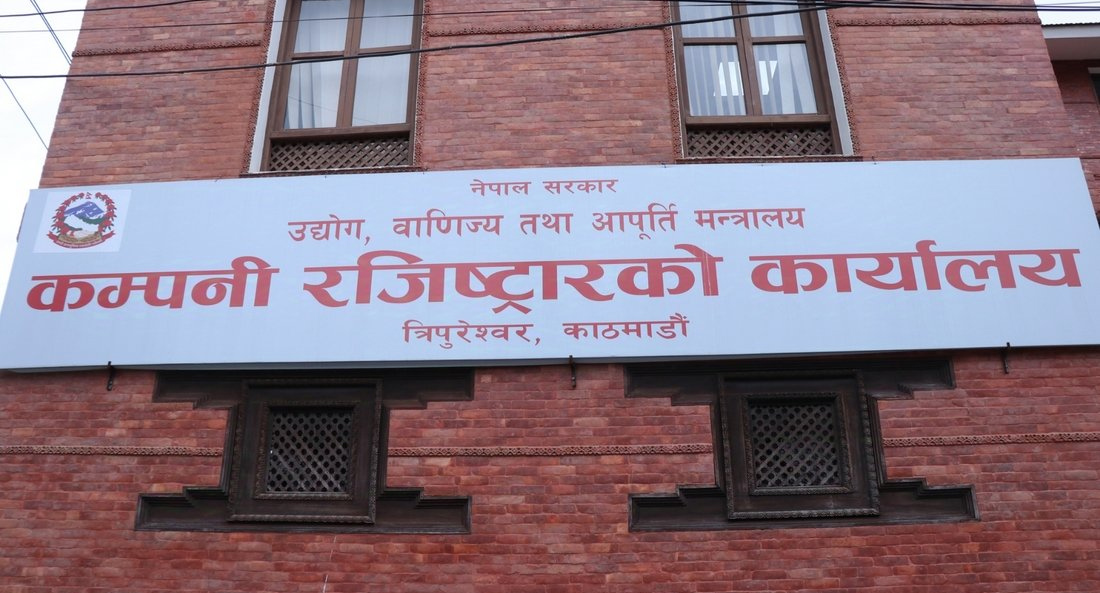 नेपाल सरकार
उद्योग, वाणिज्य तथा आपूर्ति मन्त्रालय
कम्पनी रजिष्ट्रारको कार्यालय
त्रिपुरेश्वर, काठमाडौं